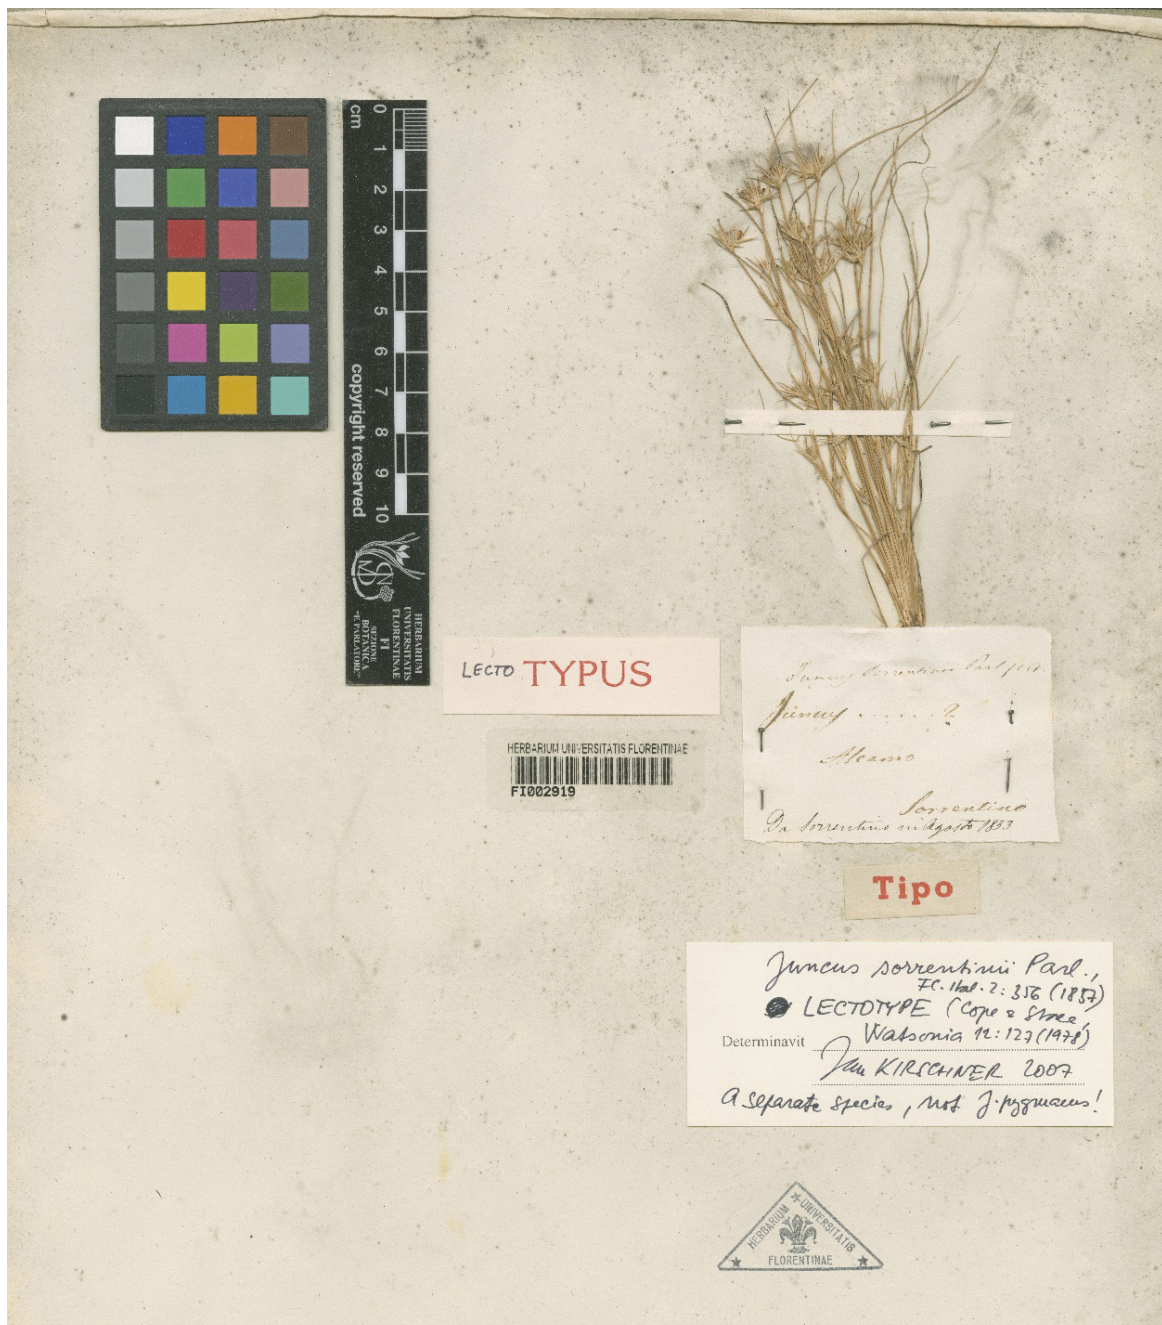 cm
0
1
2
3
4
5
6
7
8
9
10
copyright reserved
HERBARIUM
UNIVERSITATIS
FLORENTINAE
FI
SEZIONE
BOTANICA
"F. PARLATORE"
LECTO TYPUS
HERBARIUM UNIVERSITATIS FLORENTINAE
FI002919
Juncus Sorrentinii Parl.
Juncus ..... ?
Alcamo
Sorrentino
Da Sorrentino in Agosto 1833
Tipo
Juncus sorrentinii Parl.,
Fl. Ital. 2: 356 (1857)
LECTOTYPE (Cope & Stace,
Determinavit Watsonia 12: 127 (1978)
Jan KIRSCHNER 2007
A separate species, not J. pygmaeus!
HERBARIUM UNIVERSITATIS
FLORENTINAE